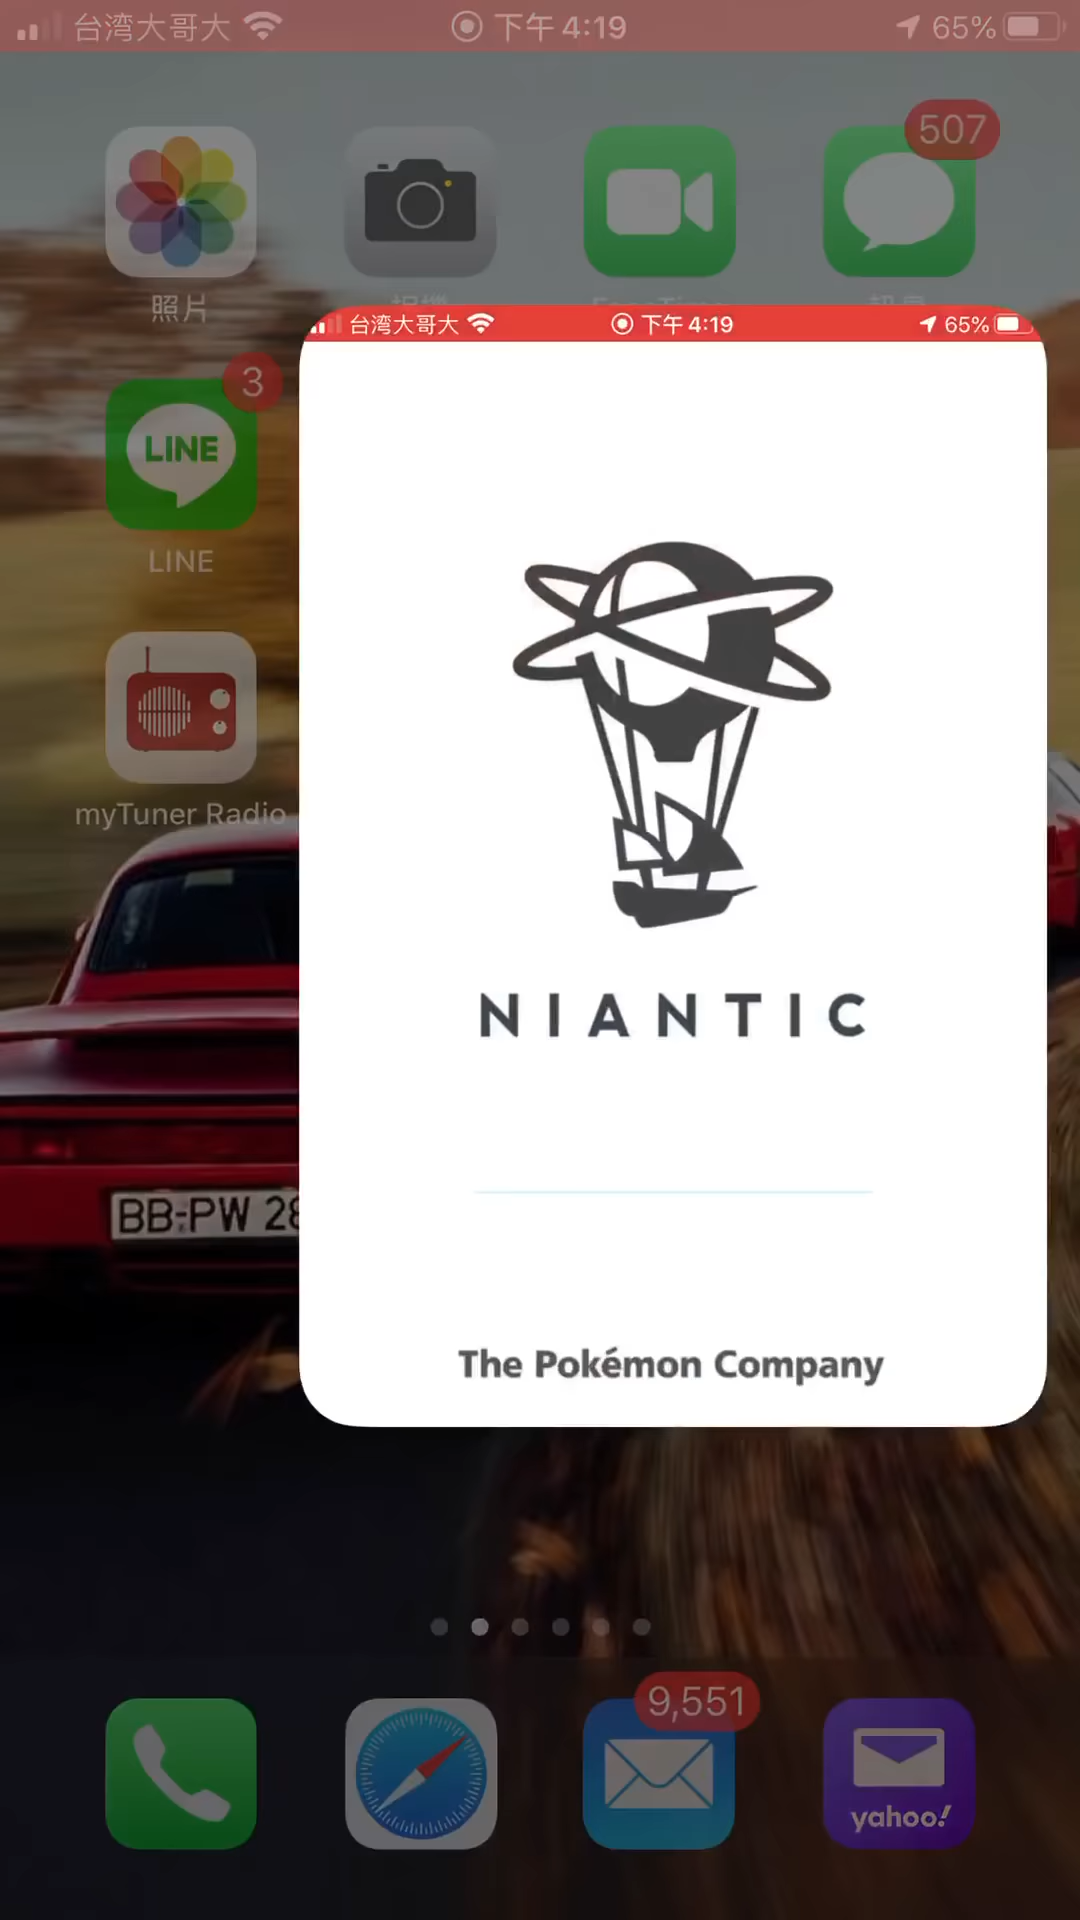 台湾大哥大 下午4:19 65%
507
照片
台湾大哥大 下午4:19 65%
3
LINE
LINE
myTuner Radio
NIANTIC
BB-PW 28
The Pokémon Company
9,551
yahoo!